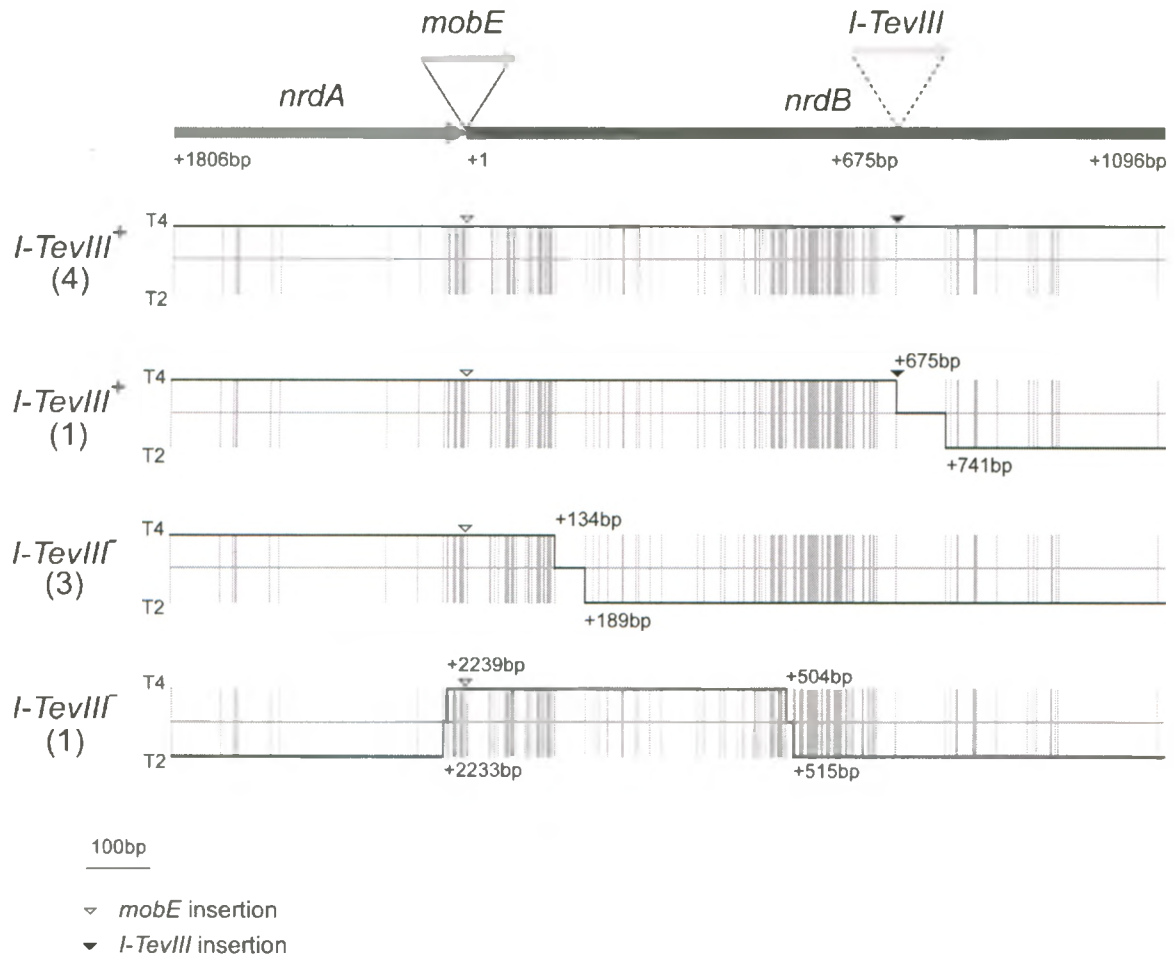 mobE
I-TevIII
nrdA
nrdB
+1806bp
+1
+675bp
+1096bp
T4
I-TevIII+
(4)
T2
+675bp
T4
I-TevIII+
(1)
T2
+741bp
+134bp
T4
I-TevIII-
(3)
T2
+189bp
+2239bp
+504bp
T4
I-TevIII-
(1)
T2
+2233bp
+515bp
100bp
mobE insertion
I-TevIII insertion